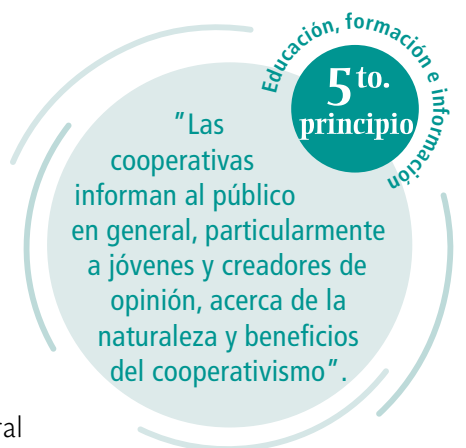 Educación, formación e información
5to.
principio
"Las
cooperativas
informan al público
en general, particularmente
a jóvenes y creadores de
opinión, acerca de la
naturaleza y beneficios
del cooperativismo".
ral